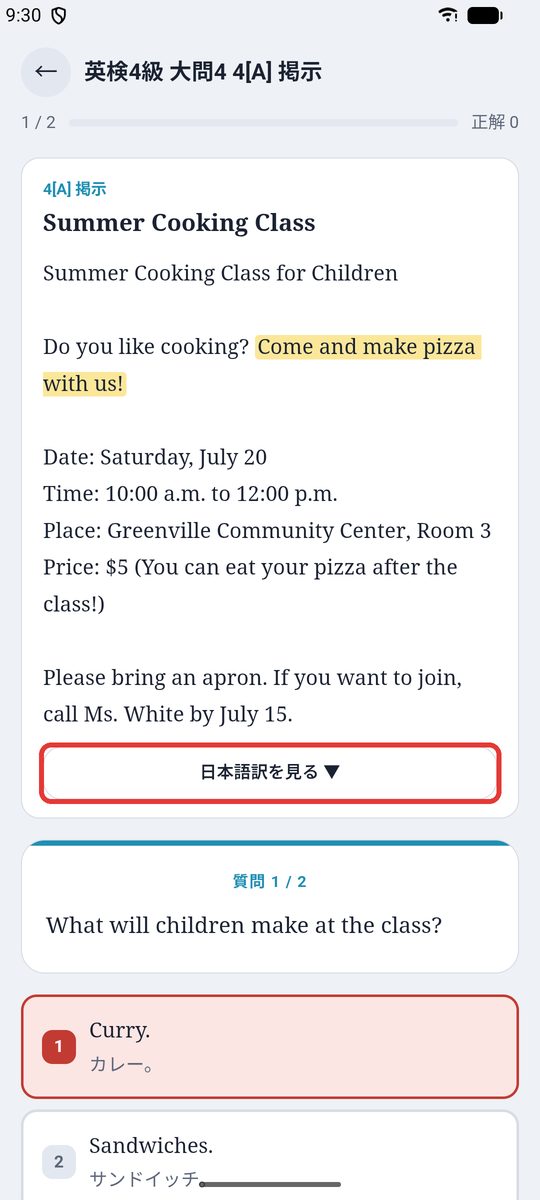 9:30
← 英検4級 大問4 4[A] 掲示
1 / 2 正解 0
4[A] 掲示
Summer Cooking Class
Summer Cooking Class for Children
Do you like cooking? Come and make pizza
with us!
Date: Saturday, July 20
Time: 10:00 a.m. to 12:00 p.m.
Place: Greenville Community Center, Room 3
Price: $5 (You can eat your pizza after the
class!)
Please bring an apron. If you want to join,
call Ms. White by July 15.
日本語訳を見る ▼
質問 1 / 2
What will children make at the class?
1 Curry.
カレー。
2 Sandwiches.
サンドイッチ。